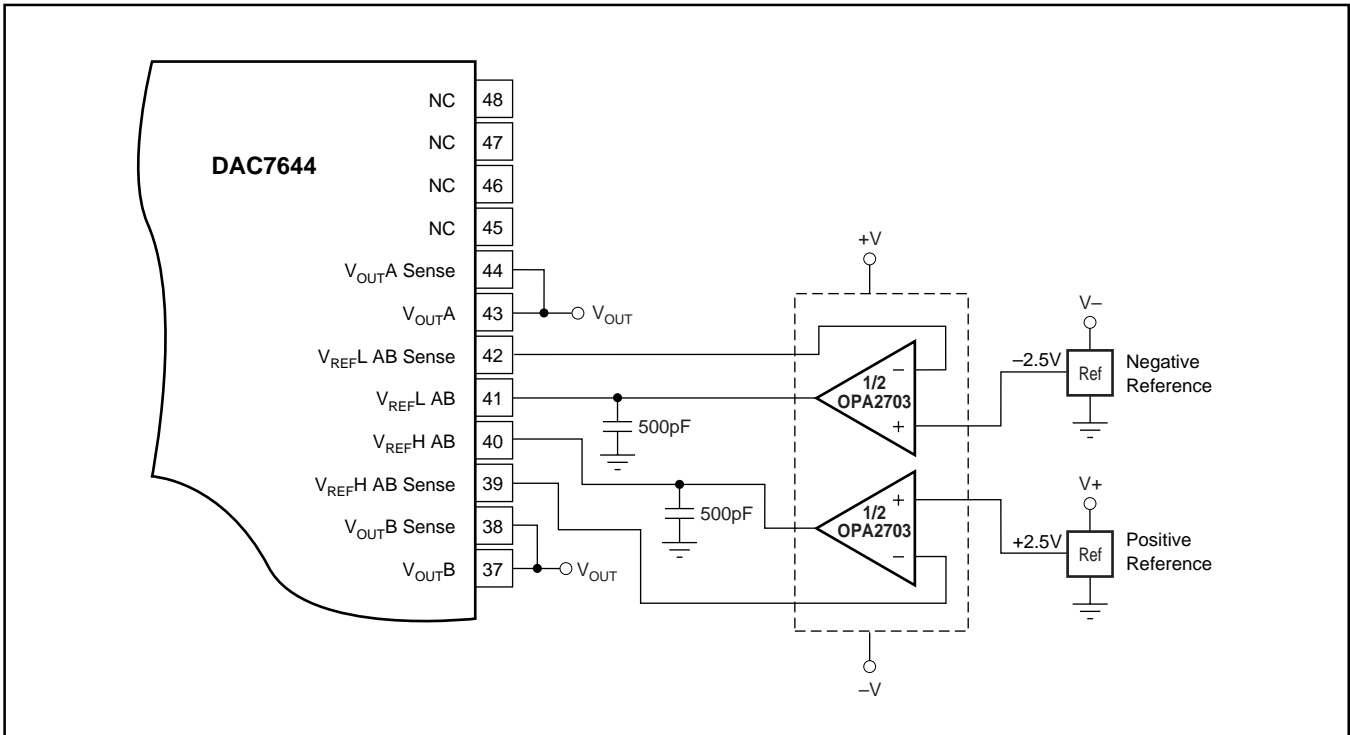 DAC7644
NC 48
NC 47
NC 46
NC 45
VOUTA Sense 44
VOUTA 43
VOUT
VREFL AB Sense 42
VREFL AB 41
VREFH AB 40
VREFH AB Sense 39
VOUTB Sense 38
VOUTB 37
VOUT
500pF
500pF
+V
–
1/2
OPA2703
+
+
1/2
OPA2703
–
–V
V–
–2.5V
Ref
Negative
Reference
V+
+2.5V
Ref
Positive
Reference